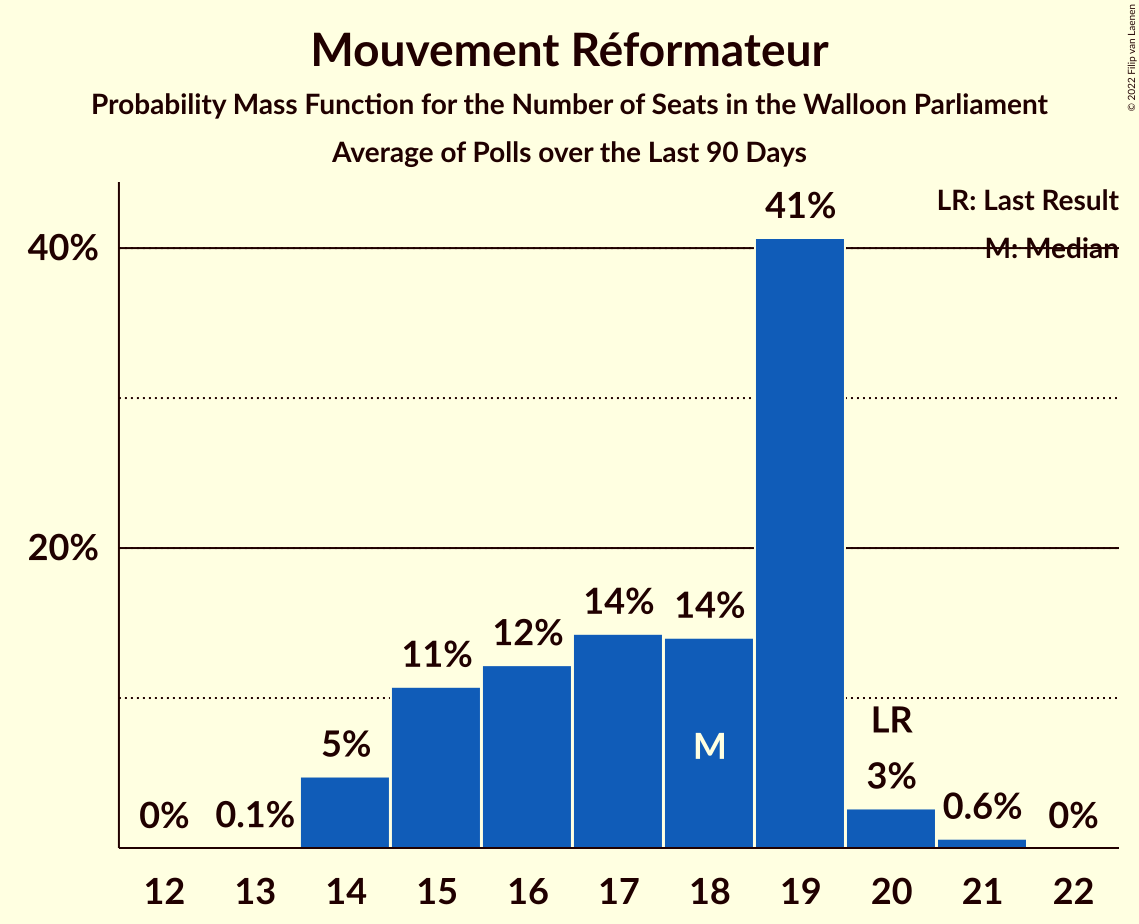 Mouvement Réformateur
Probability Mass Function for the Number of Seats in the Walloon Parliament
Average of Polls over the Last 90 Days
© 2022 Filip van Laenen
LR: Last Result
M: Median
40%
20%
0%
0.1%
5%
11%
12%
14%
14%
M
41%
LR
3%
0.6%
0%
12 13 14 15 16 17 18 19 20 21 22